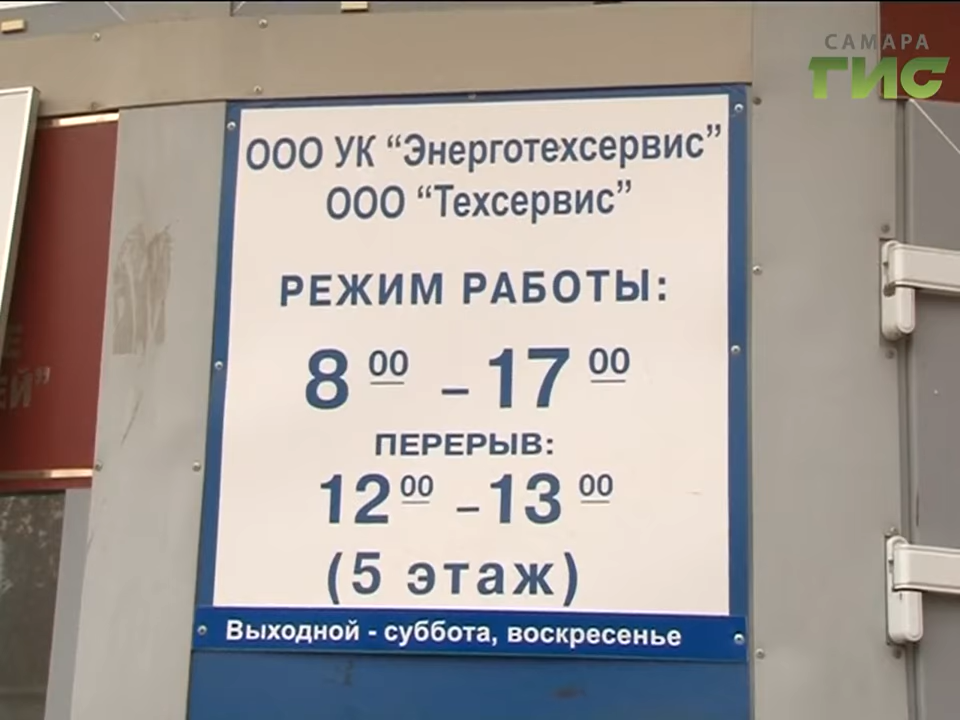 САМАРА
ГИС
ООО УК “Энерготехсервис”
ООО “Техсервис”
РЕЖИМ РАБОТЫ:
8 00 – 17 00
ПЕРЕРЫВ:
12 00 – 13 00
(5 этаж)
Выходной - суббота, воскресенье